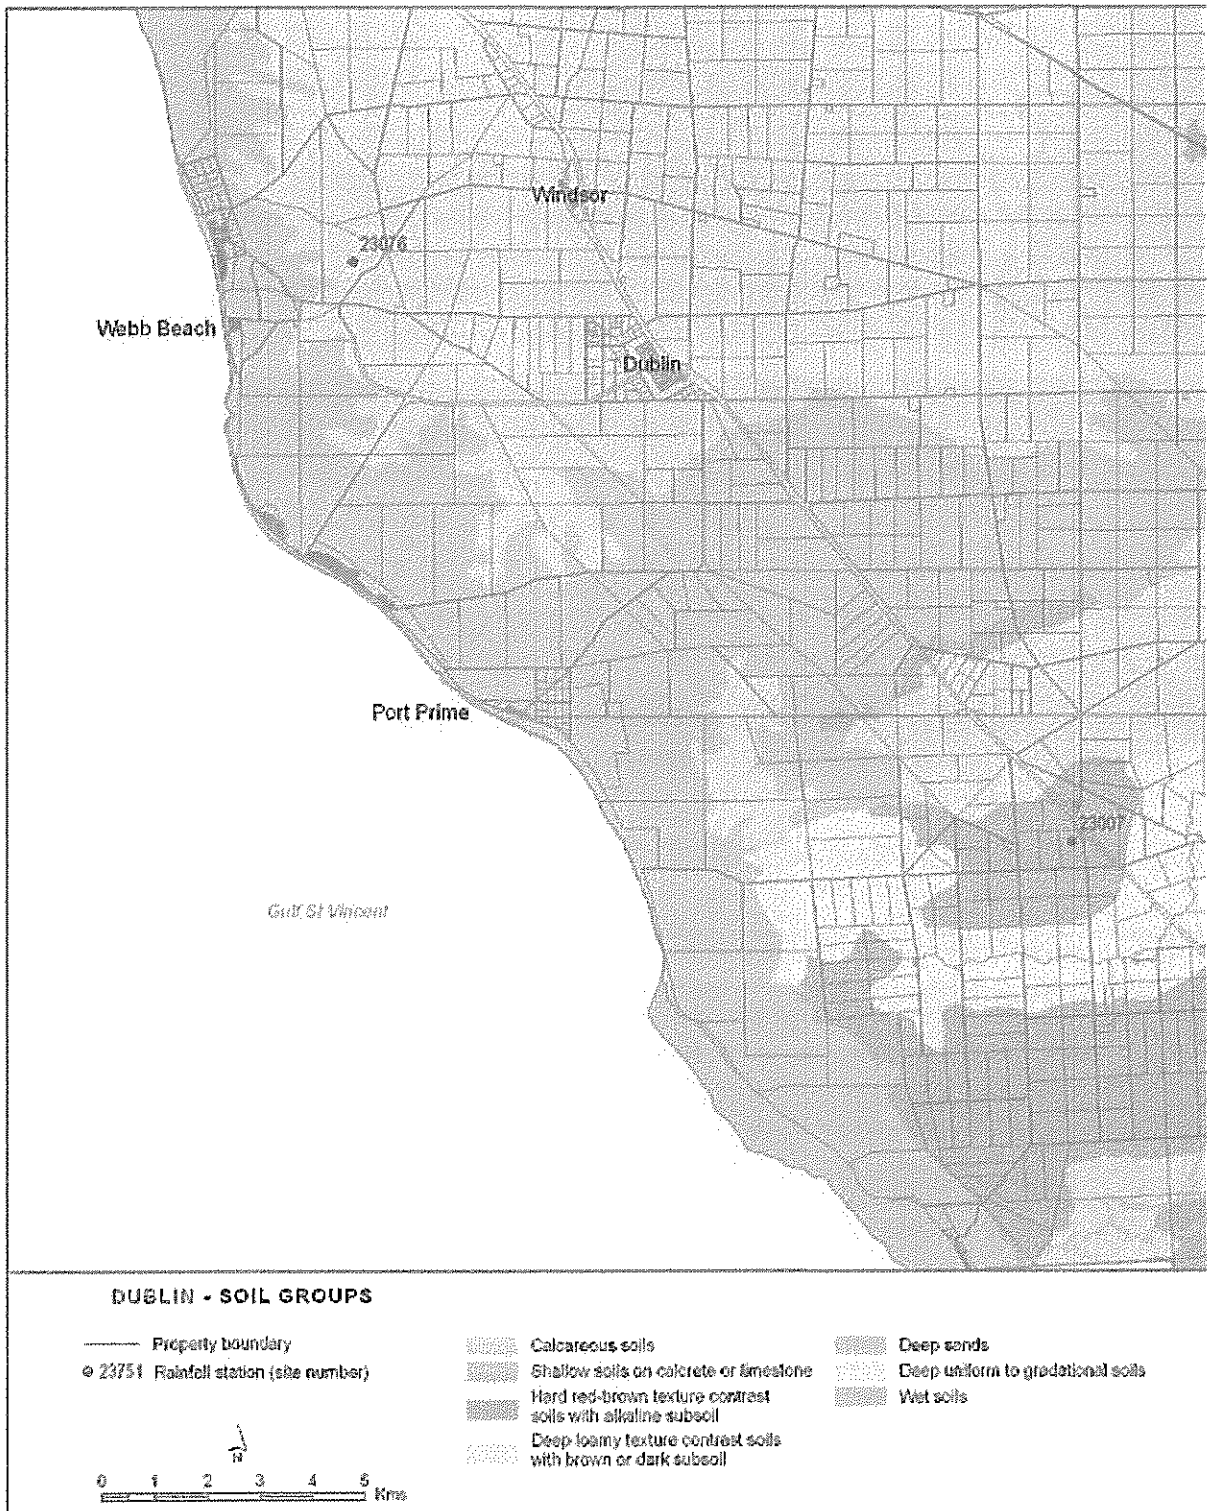 Windsor
23076
Webb Beach
Dublin
Port Prime
23007
Gulf St Vincent
DUBLIN - SOIL GROUPS
Property boundary
23751 Rainfall station (site number)
N
0 1 2 3 4 5 Kms
Calcareous soils
Shallow soils on calcrete or limestone
Hard red-brown texture contrast
soils with alkaline subsoil
Deep loamy texture contrast soils
with brown or dark subsoil
Deep sands
Deep uniform to gradational soils
Wet soils